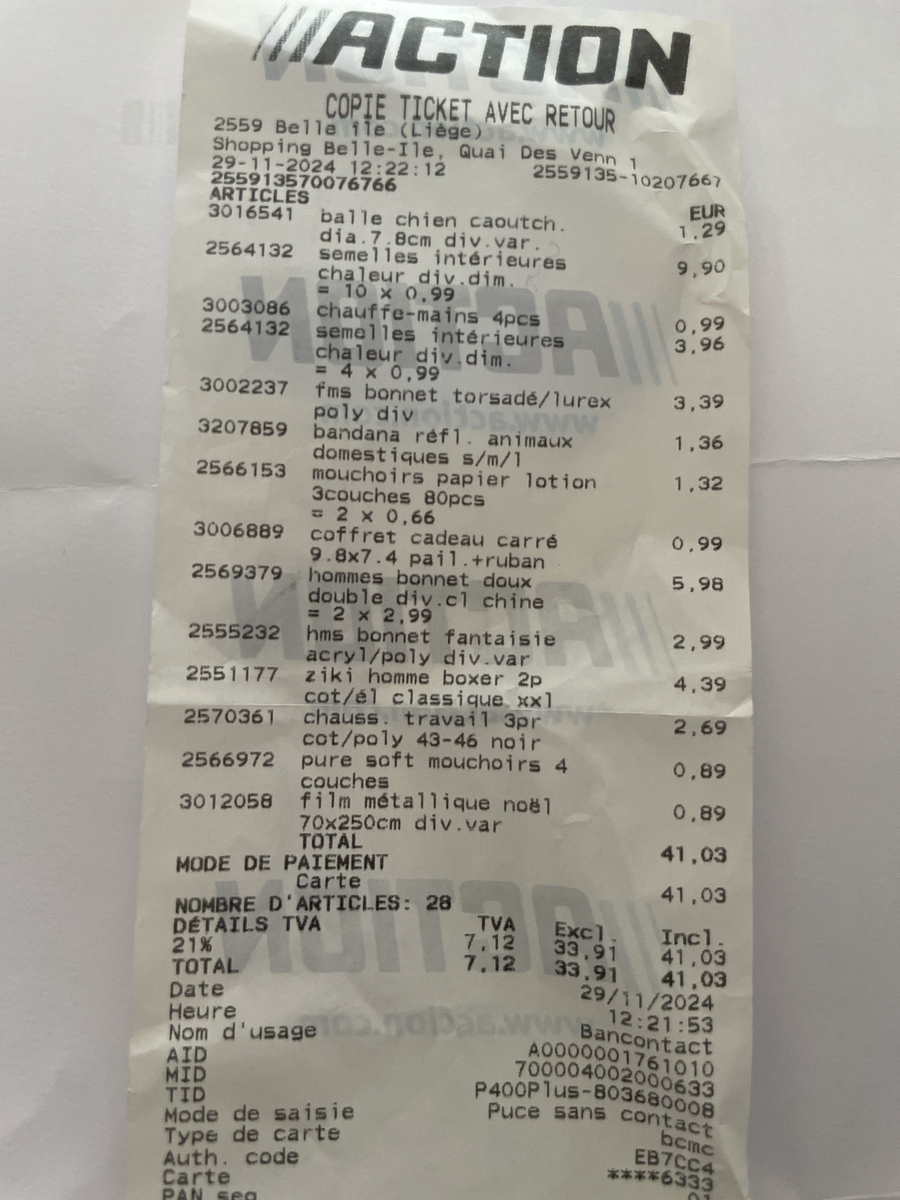 ACTION
COPIE TICKET AVEC RETOUR
2559 Belle île (Liège)
Shopping Belle-Ile, Quai Des Venn 1
29-11-2024 12:22:12 2559135-10207667
255913570076766
ARTICLES EUR
3016541 balle chien caoutch. 1,29
dia.7.8cm div.var.
2564132 semelles intérieures 9,90
chaleur div.dim.
= 10 x 0,99
3003086 chauffe-mains 4pcs 0,99
2564132 semelles intérieures 3,96
chaleur div.dim.
= 4 x 0,99
3002237 fms bonnet torsadé/lurex 3,39
poly div
3207859 bandana réfl. animaux 1,36
domestiques s/m/l
2566153 mouchoirs papier lotion 1,32
3couches 80pcs
= 2 x 0,66
3006889 coffret cadeau carré 0,99
9.8x7.4 pail.+ruban
2569379 hommes bonnet doux 5,98
double div.cl chine
= 2 x 2,99
2555232 hms bonnet fantaisie 2,99
acryl/poly div.var
2551177 ziki homme boxer 2p 4,39
cot/él classique xxl
2570361 chauss. travail 3pr 2,69
cot/poly 43-46 noir
2566972 pure soft mouchoirs 4 0,89
couches
3012058 film métallique noël 0,89
70x250cm div.var
TOTAL 41,03
MODE DE PAIEMENT
Carte 41,03
NOMBRE D'ARTICLES: 28
DÉTAILS TVA TVA Excl. Incl.
21% 7,12 33,91 41,03
TOTAL 7,12 33,91 41,03
Date 29/11/2024
Heure 12:21:53
Nom d'usage Bancontact
AID A0000001761010
MID 700004002000633
TID P400Plus-803680008
Mode de saisie Puce sans contact
Type de carte bcmc
Auth. code EB7CC4
Carte ****6333
PAN seq